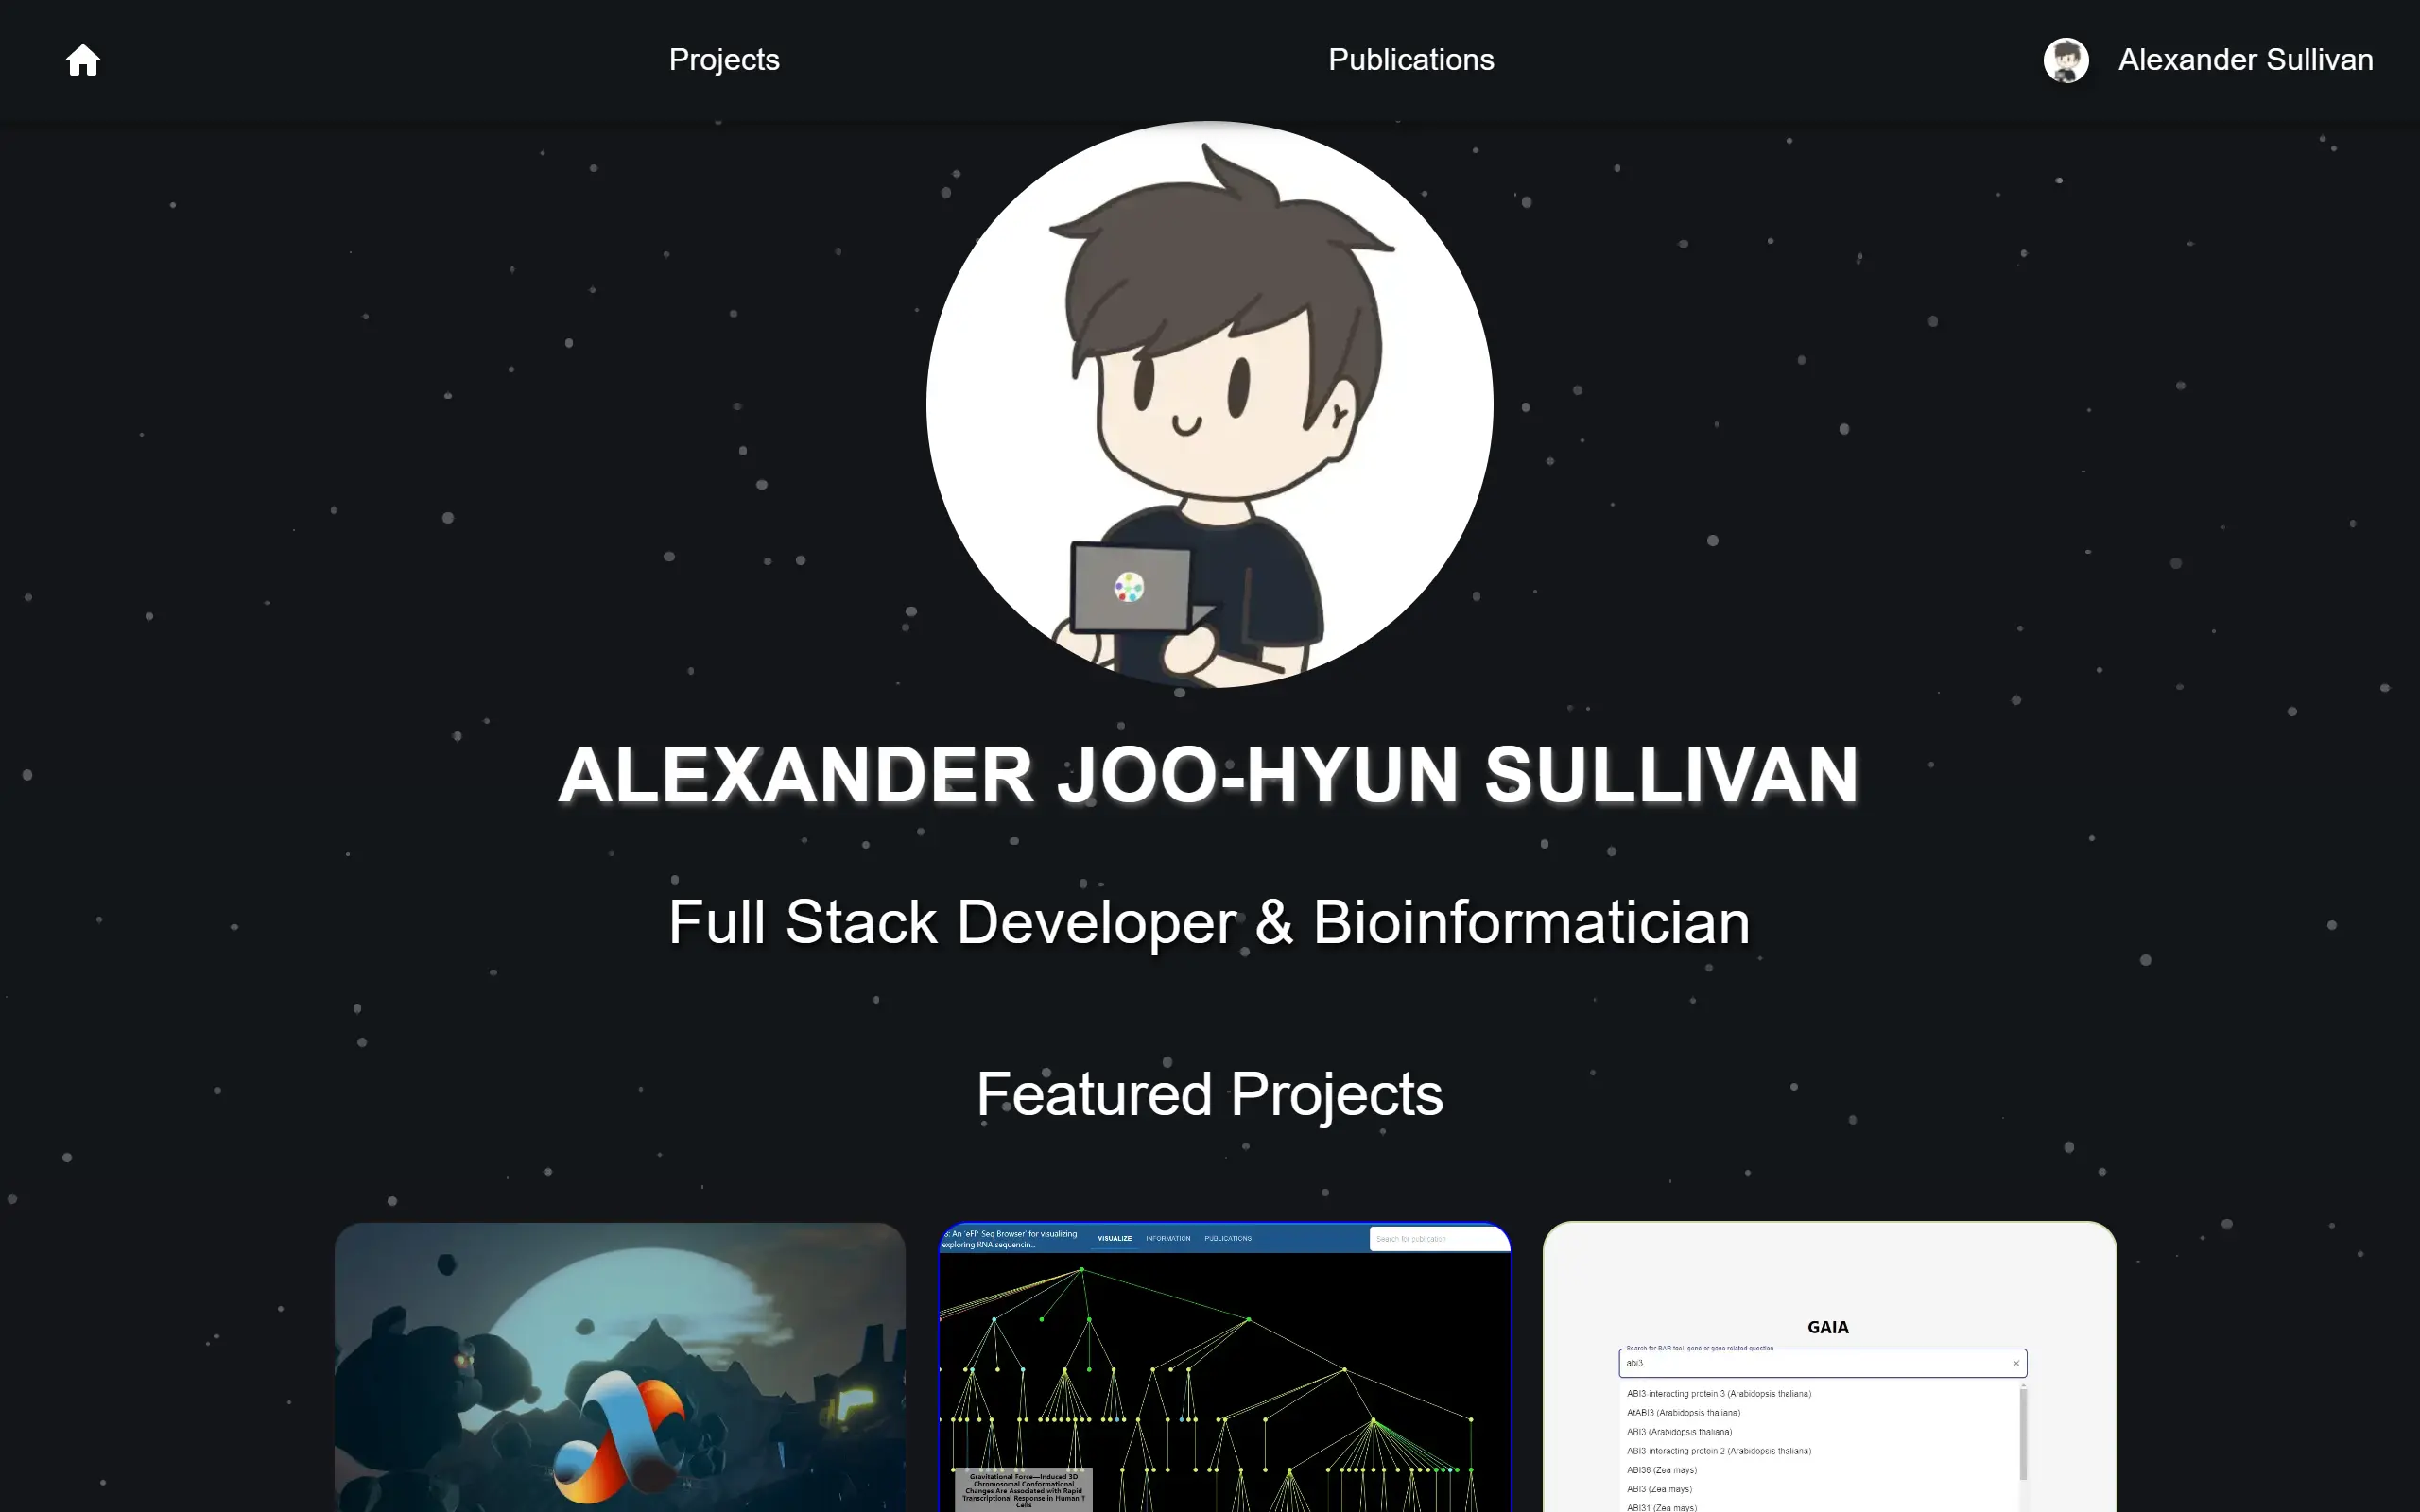 Projects
Publications
Alexander Sullivan
ALEXANDER JOO-HYUN SULLIVAN
Full Stack Developer & Bioinformatician
Featured Projects
: An 'eFP Seq Browser' for visualizing
exploring RNA sequencin...
VISUALIZE
INFORMATION
PUBLICATIONS
Search for publication
Gravitational Force—Induced 3D
Chromosomal Conformational
Changes Are Associated with Rapid
Transcriptional Response in Human T
Cells
GAIA
Search for BAR tool, gene or gene related question
abi3
ABI3-interacting protein 3 (Arabidopsis thaliana)
AtABI3 (Arabidopsis thaliana)
ABI3 (Arabidopsis thaliana)
ABI3-interacting protein 2 (Arabidopsis thaliana)
ABI38 (Zea mays)
ABI3 (Zea mays)
ABI31 (Zea mays)